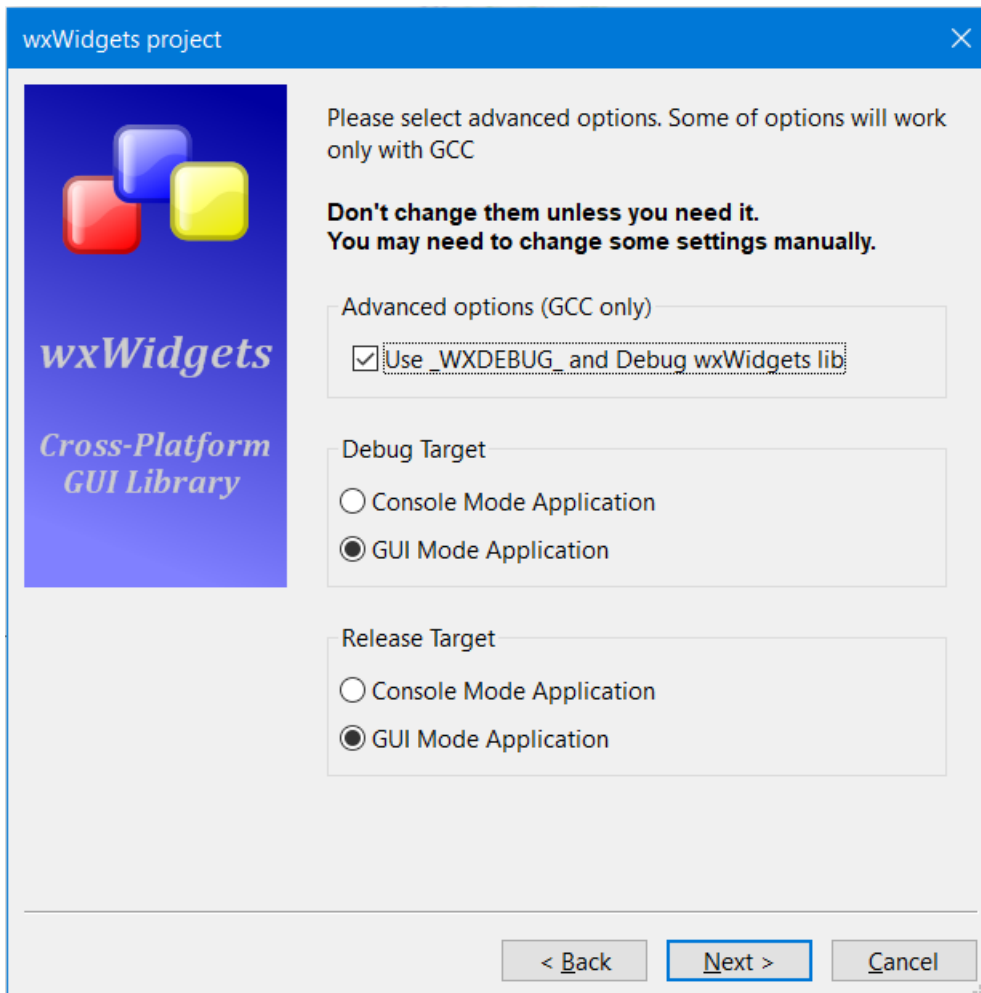 wxWidgets project
Please select advanced options. Some of options will work
only with GCC
Don't change them unless you need it.
You may need to change some settings manually.
wxWidgets
Cross-Platform
GUI Library
Advanced options (GCC only)
Use _WXDEBUG_ and Debug wxWidgets lib
Debug Target
Console Mode Application
GUI Mode Application
Release Target
Console Mode Application
GUI Mode Application
< Back
Next >
Cancel